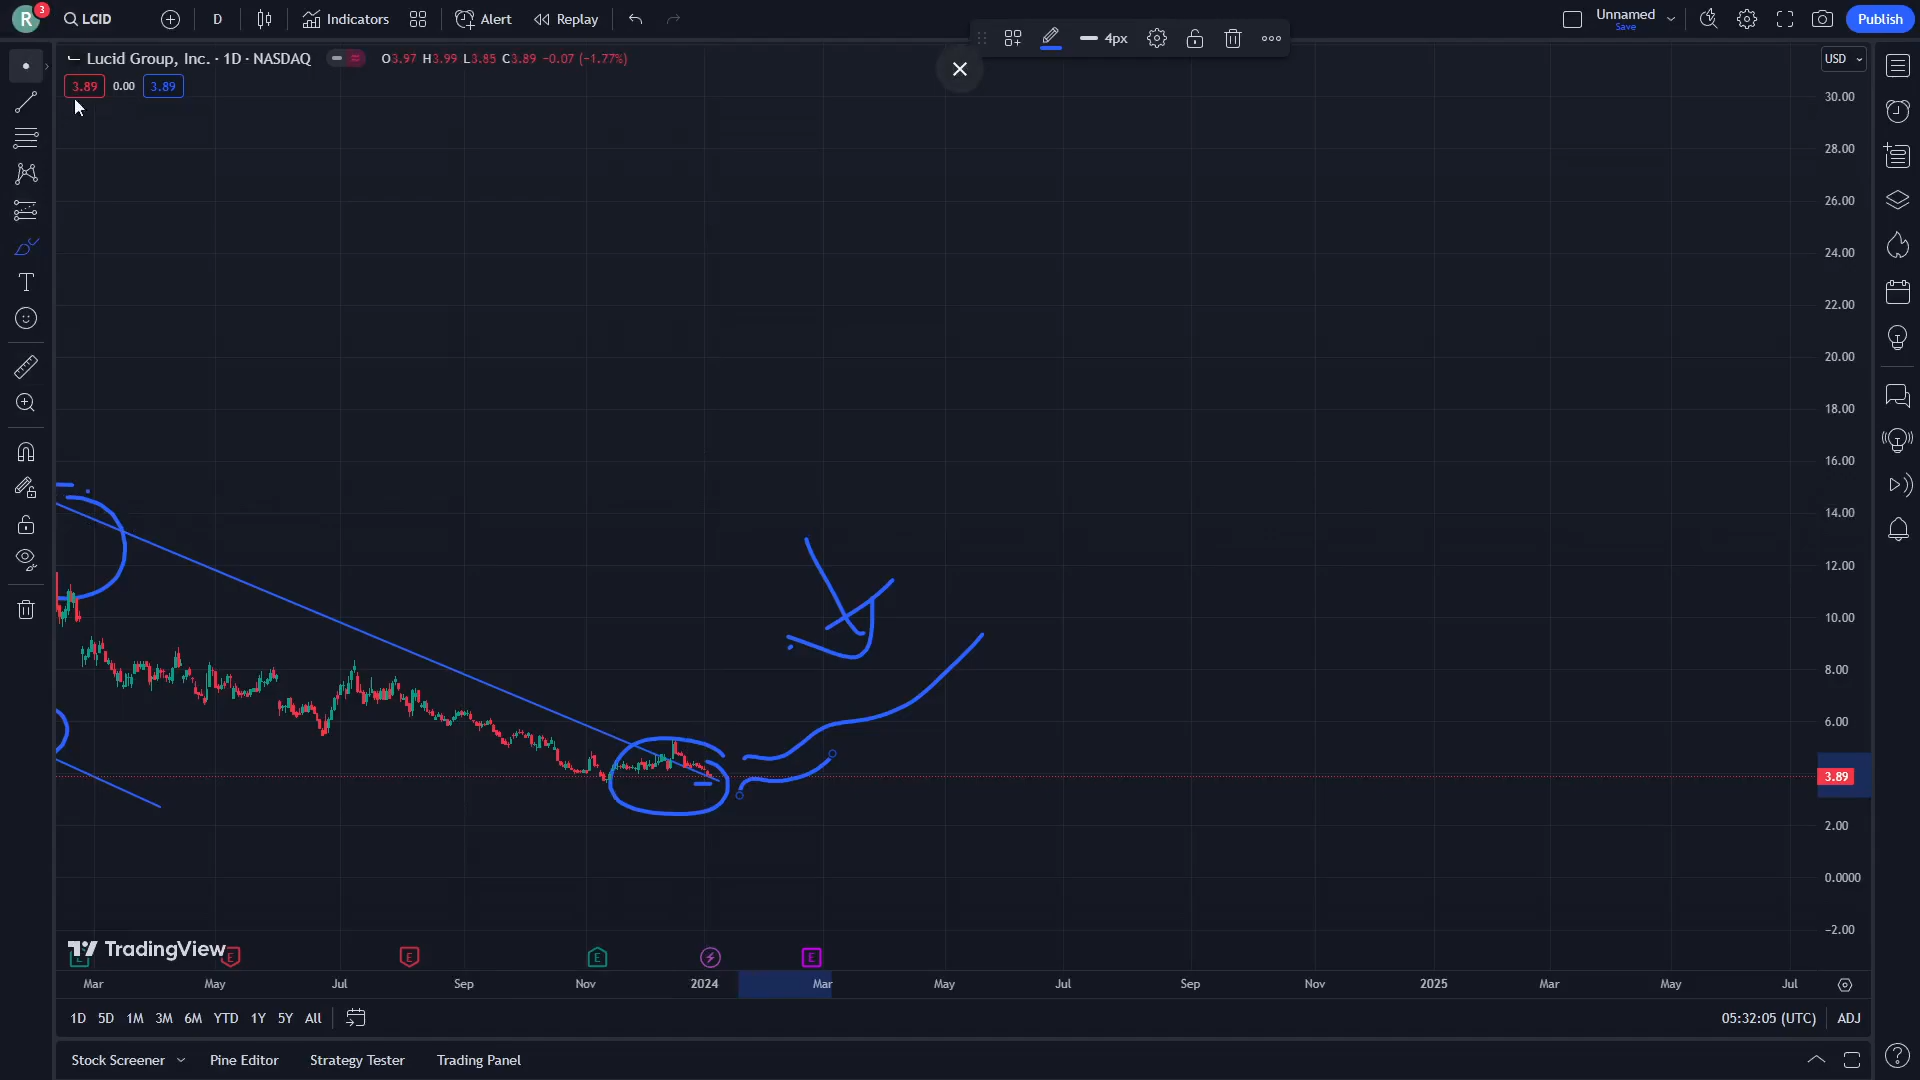 R
3
LCID
D
Indicators
Alert
Replay
Unnamed
Save
Publish
4px
Lucid Group, Inc. · 1D · NASDAQ
O3.97 H3.99 L3.85 C3.89 -0.07 (-1.77%)
3.89
0.00
3.89
USD
30.00
28.00
26.00
24.00
22.00
20.00
18.00
16.00
14.00
12.00
10.00
8.00
6.00
3.89
2.00
0.0000
-2.00
TradingView
E
E
E
E
Mar
May
Jul
Sep
Nov
2024
Mar
May
Jul
Sep
Nov
2025
Mar
May
Jul
1D
5D
1M
3M
6M
YTD
1Y
5Y
All
05:32:05 (UTC)
ADJ
Stock Screener
Pine Editor
Strategy Tester
Trading Panel